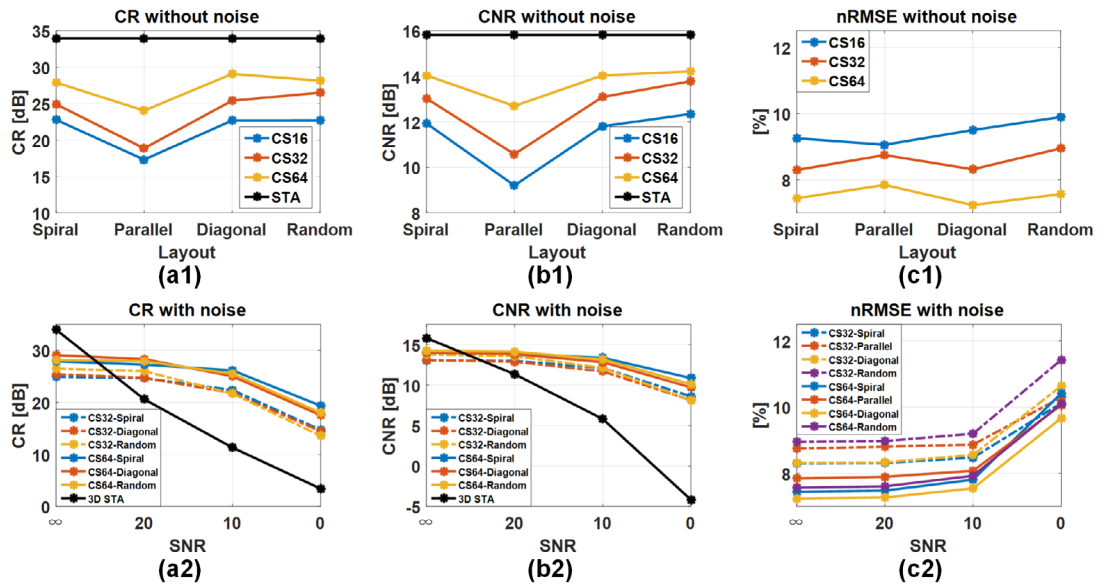 CR without noise
35
30
25
20
15
10
CR [dB]
CS16
CS32
CS64
STA
Spiral Parallel Diagonal Random
Layout
(a1)
CNR without noise
16
14
12
10
8
CNR [dB]
CS16
CS32
CS64
STA
Spiral Parallel Diagonal Random
Layout
(b1)
nRMSE without noise
12
10
8
[%]
CS16
CS32
CS64
Spiral Parallel Diagonal Random
Layout
(c1)
CR with noise
30
20
10
0
CR [dB]
CS32-Spiral
CS32-Diagonal
CS32-Random
CS64-Spiral
CS64-Diagonal
CS64-Random
3D STA
∞ 20 10 0
SNR
(a2)
CNR with noise
15
10
5
0
-5
CNR [dB]
CS32-Spiral
CS32-Diagonal
CS32-Random
CS64-Spiral
CS64-Diagonal
CS64-Random
3D STA
∞ 20 10 0
SNR
(b2)
nRMSE with noise
12
10
8
[%]
CS32-Spiral
CS32-Parallel
CS32-Diagonal
CS32-Random
CS64-Spiral
CS64-Parallel
CS64-Diagonal
CS64-Random
∞ 20 10 0
SNR
(c2)